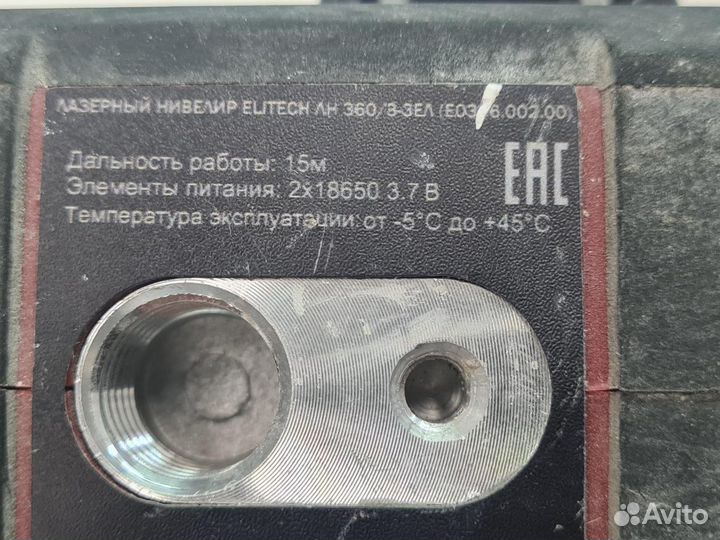 ЛАЗЕРНЫЙ НИВЕЛИР ELITECH ЛН 360/3-ЗЕЛ
Дальность работы: 15м
Элементы питания: 2x18650 3.7 В
Температура эксплуатации: от -5°C до +45°C
EAC
Avito